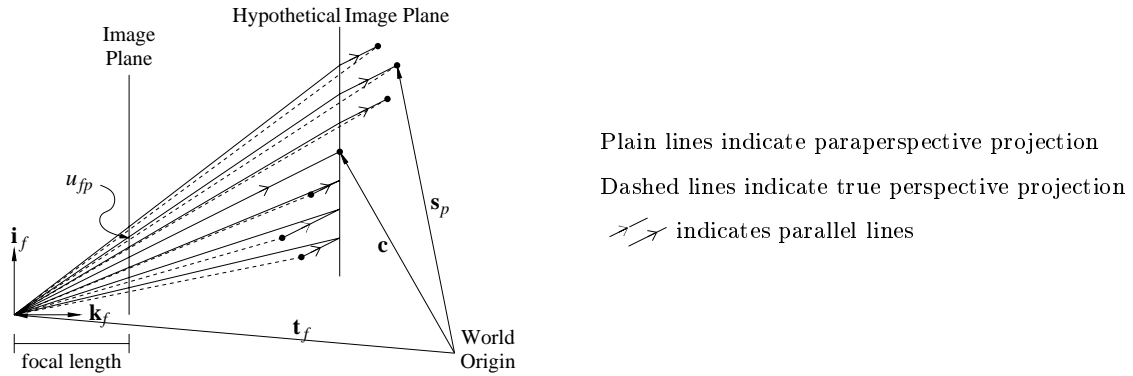 Hypothetical Image Plane
Image
Plane
u_fp
i_f
s_p
c
k_f
t_f
World
Origin
focal length
Plain lines indicate paraperspective projection
Dashed lines indicate true perspective projection
indicates parallel lines